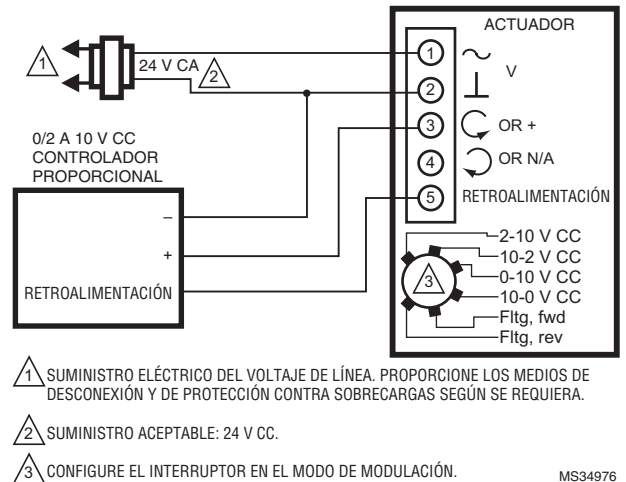 ACTUADOR
1
24 V CA
2
1
V
2
0/2 A 10 V CC
CONTROLADOR
PROPORCIONAL
3
OR +
4
OR N/A
5
RETROALIMENTACIÓN
–
+
RETROALIMENTACIÓN
2-10 V CC
10-2 V CC
0-10 V CC
10-0 V CC
Fltg, fwd
Fltg, rev
3
1 SUMINISTRO ELÉCTRICO DEL VOLTAJE DE LÍNEA. PROPORCIONE LOS MEDIOS DE
DESCONEXIÓN Y DE PROTECCIÓN CONTRA SOBRECARGAS SEGÚN SE REQUIERA.
2 SUMINISTRO ACEPTABLE: 24 V CC.
3 CONFIGURE EL INTERRUPTOR EN EL MODO DE MODULACIÓN.
MS34976